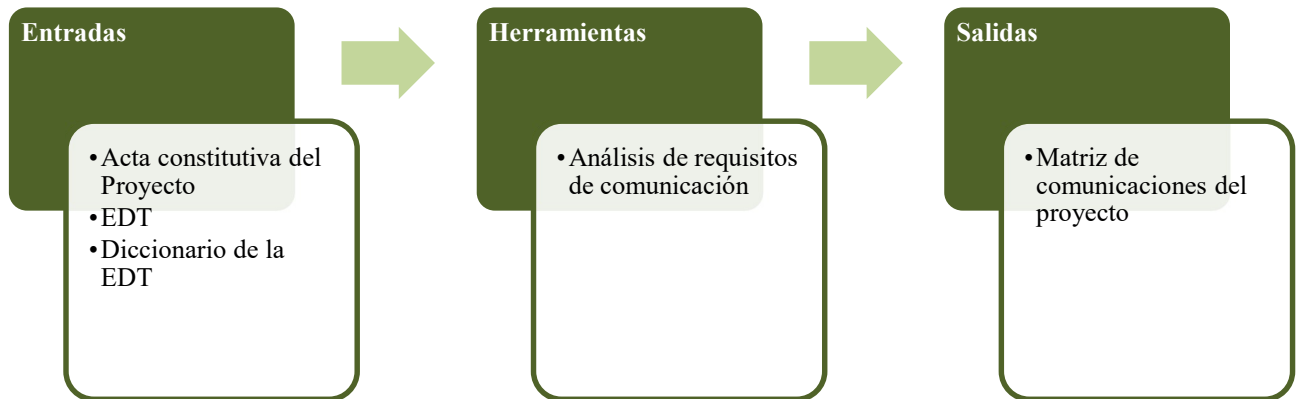 Entradas
•Acta constitutiva del
Proyecto
•EDT
•Diccionario de la
EDT
Herramientas
•Análisis de requisitos
de comunicación
Salidas
•Matriz de
comunicaciones del
proyecto